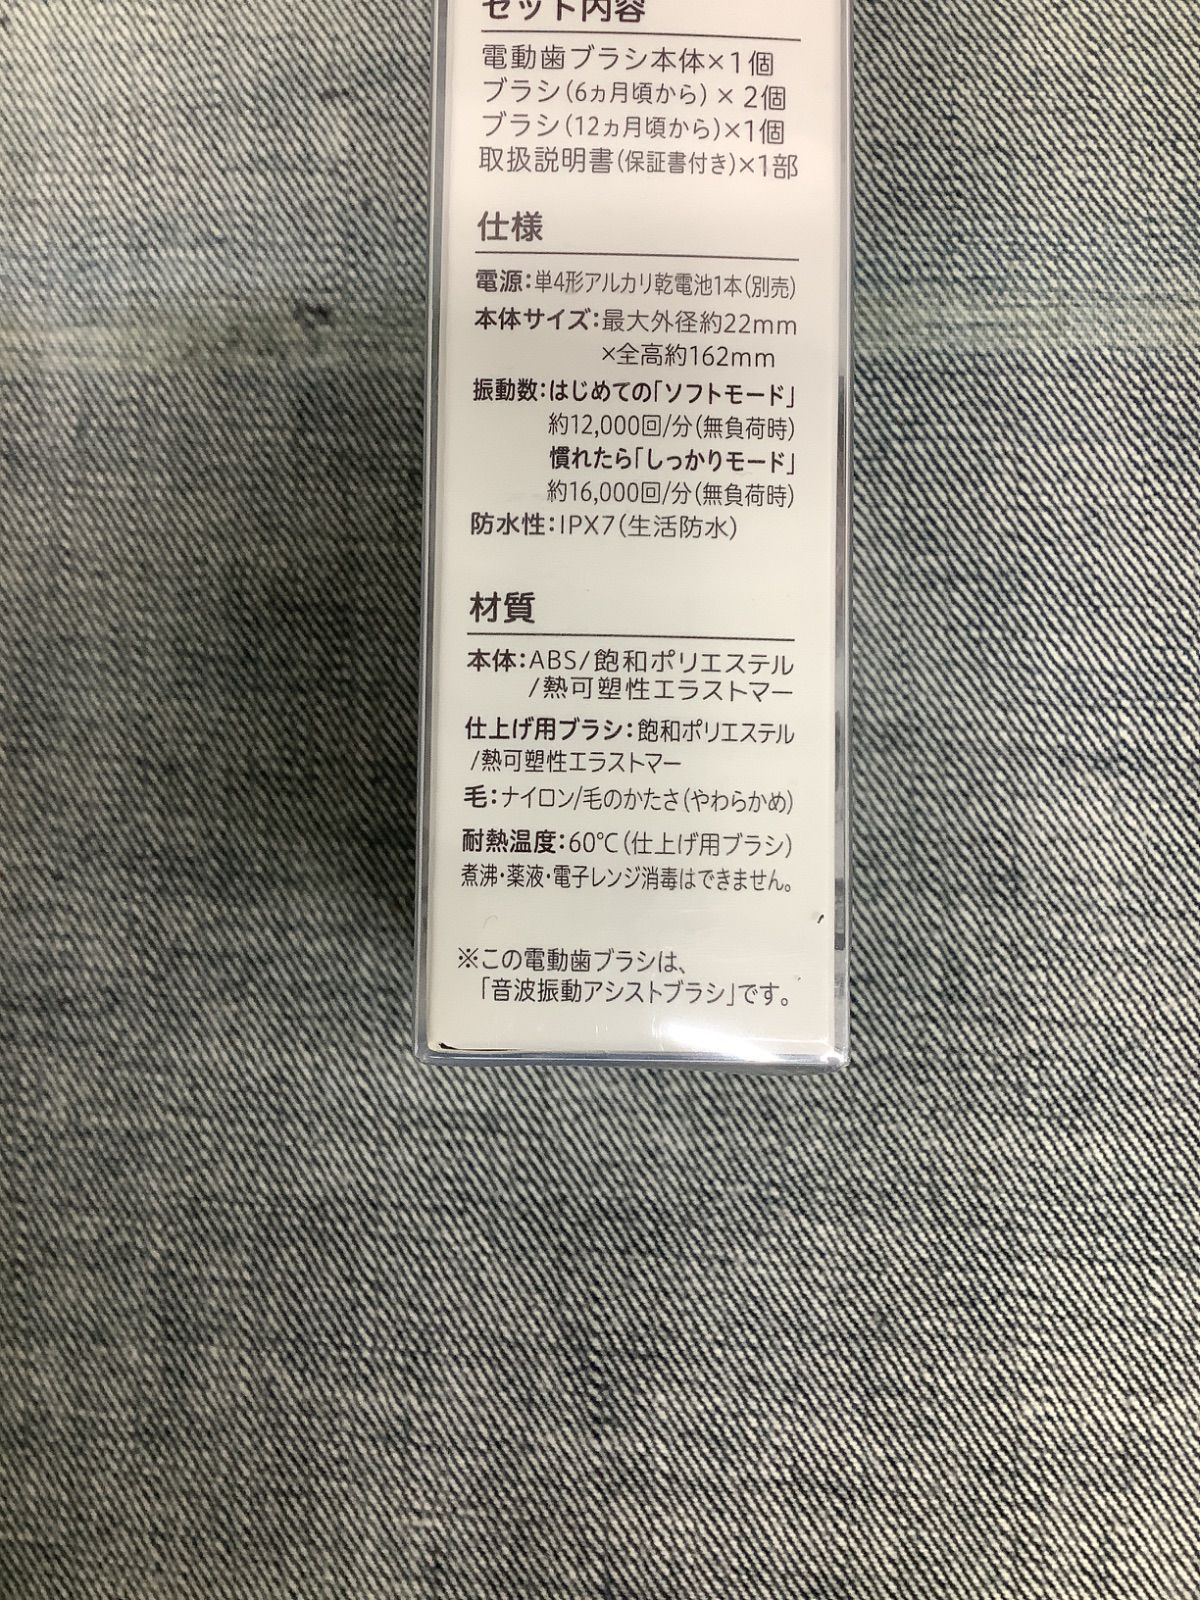 セット内容
電動歯ブラシ本体×1個
ブラシ(6ヵ月頃から)×2個
ブラシ(12ヵ月頃から)×1個
取扱説明書(保証書付き)×1部
仕様
電源:単4形アルカリ乾電池1本(別売)
本体サイズ:最大外径約22mm
×全高約162mm
振動数:はじめての「ソフトモード」
約12,000回/分(無負荷時)
慣れたら「しっかりモード」
約16,000回/分(無負荷時)
防水性:IPX7(生活防水)
材質
本体:ABS/飽和ポリエステル
/熱可塑性エラストマー
仕上げ用ブラシ:飽和ポリエステル
/熱可塑性エラストマー
毛:ナイロン/毛のかたさ(やわらかめ)
耐熱温度:60℃(仕上げ用ブラシ)
煮沸・薬液・電子レンジ消毒はできません。
※この電動歯ブラシは、
「音波振動アシストブラシ」です。